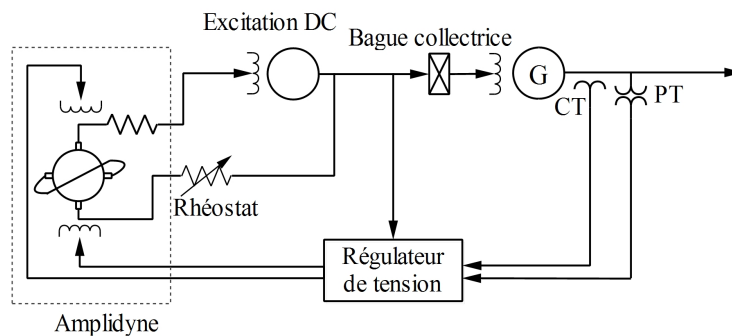 Excitation DC
Bague collectrice
G
CT
PT
Rhéostat
Régulateur
de tension
Amplidyne